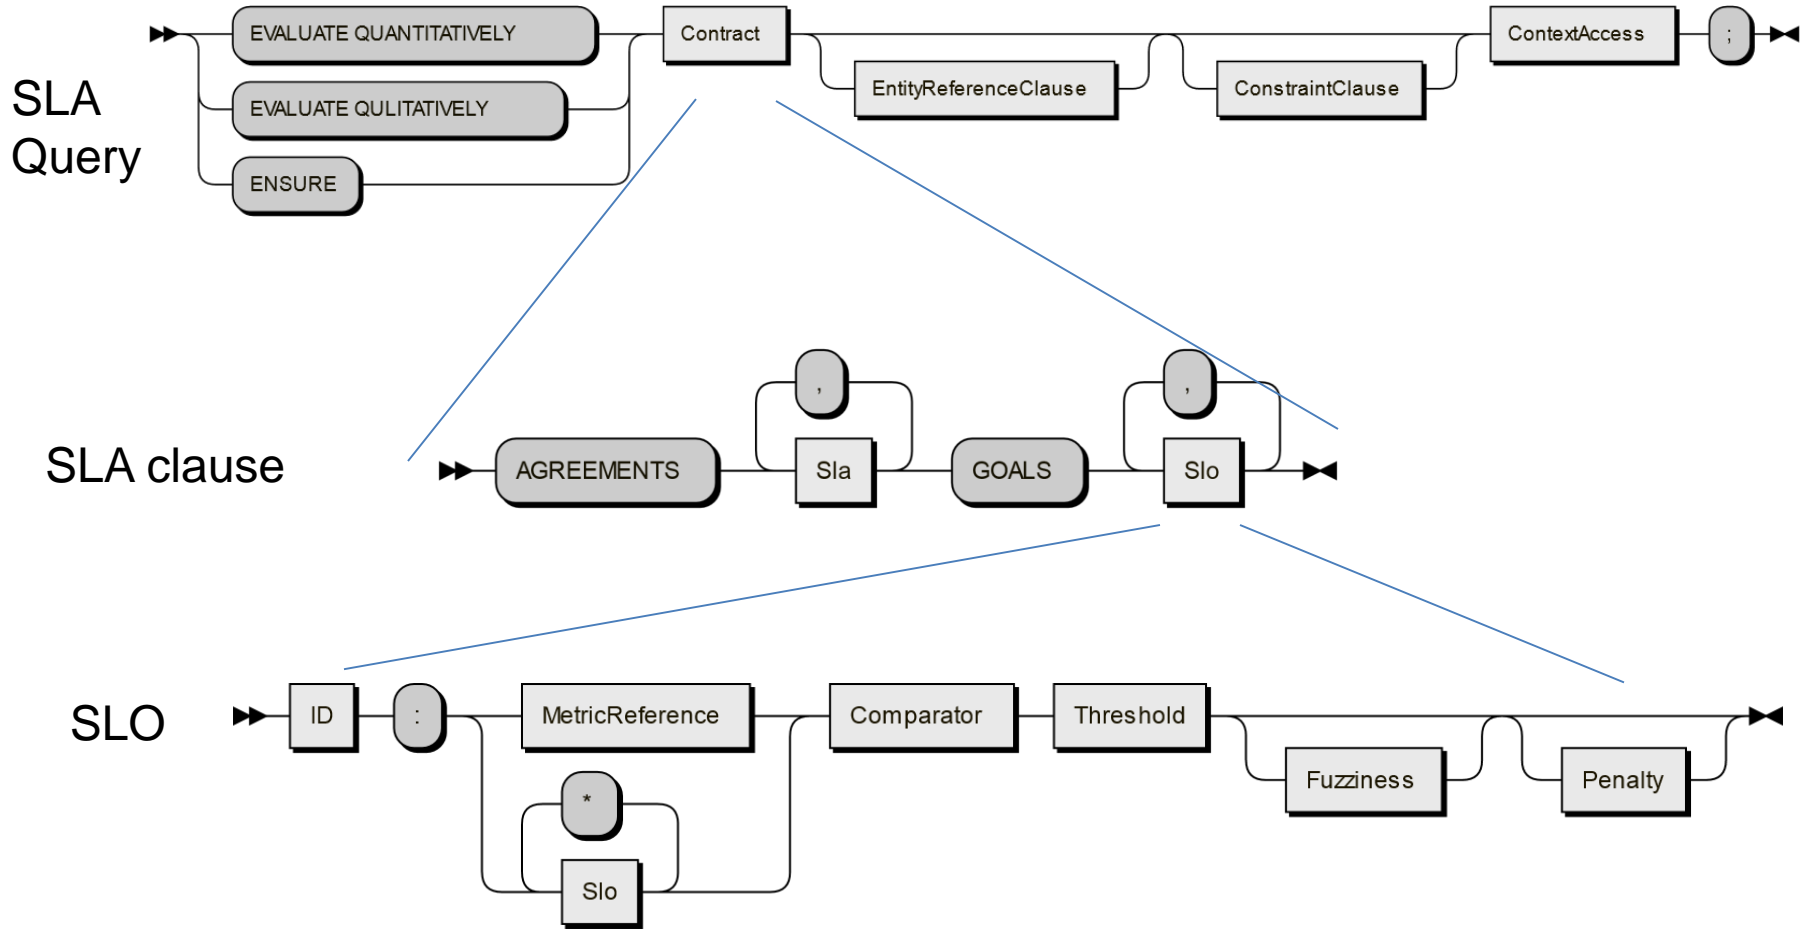 EVALUATE QUANTITATIVELY
Contract
ContextAccess
;
EntityReferenceClause
ConstraintClause
SLA
Query
EVALUATE QULITATIVELY
ENSURE
,
,
SLA clause
AGREEMENTS
Sla
GOALS
Slo
SLO
ID
:
MetricReference
Comparator
Threshold
Fuzziness
Penalty
*
Slo